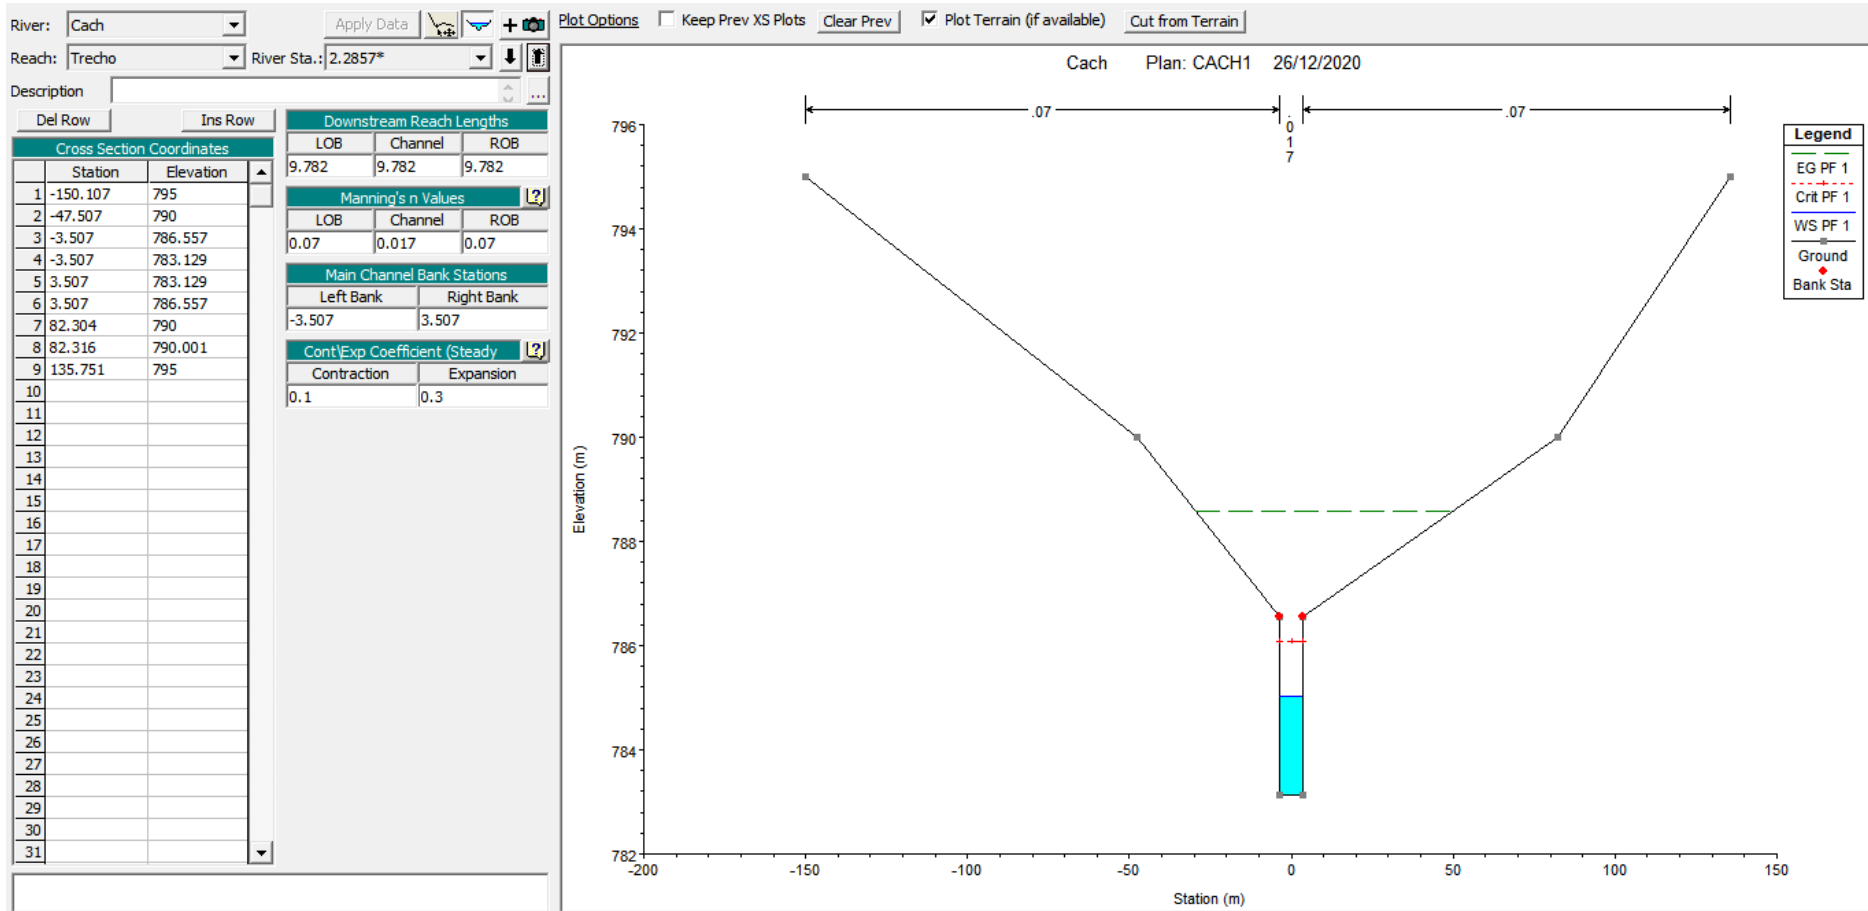 River: Cach Apply Data
Reach: Trecho River Sta.: 2.2857*
Description ...
Del Row Ins Row
Cross Section Coordinates
Station Elevation
1 -150.107 795
2 -47.507 790
3 -3.507 786.557
4 -3.507 783.129
5 3.507 783.129
6 3.507 786.557
7 82.304 790
8 82.316 790.001
9 135.751 795
10
11
12
13
14
15
16
17
18
19
20
21
22
23
24
25
26
27
28
29
30
31
Downstream Reach Lengths
LOB Channel ROB
9.782 9.782 9.782
Manning's n Values
LOB Channel ROB
0.07 0.017 0.07
Main Channel Bank Stations
Left Bank Right Bank
-3.507 3.507
Cont\Exp Coefficient (Steady
Contraction Expansion
0.1 0.3
Plot Options Keep Prev XS Plots Clear Prev Plot Terrain (if available) Cut from Terrain
Cach Plan: CACH1 26/12/2020
.07 .017 .07
Legend
EG PF 1
Crit PF 1
WS PF 1
Ground
Bank Sta
Elevation (m)
796
794
792
790
788
786
784
782
-200 -150 -100 -50 0 50 100 150
Station (m)